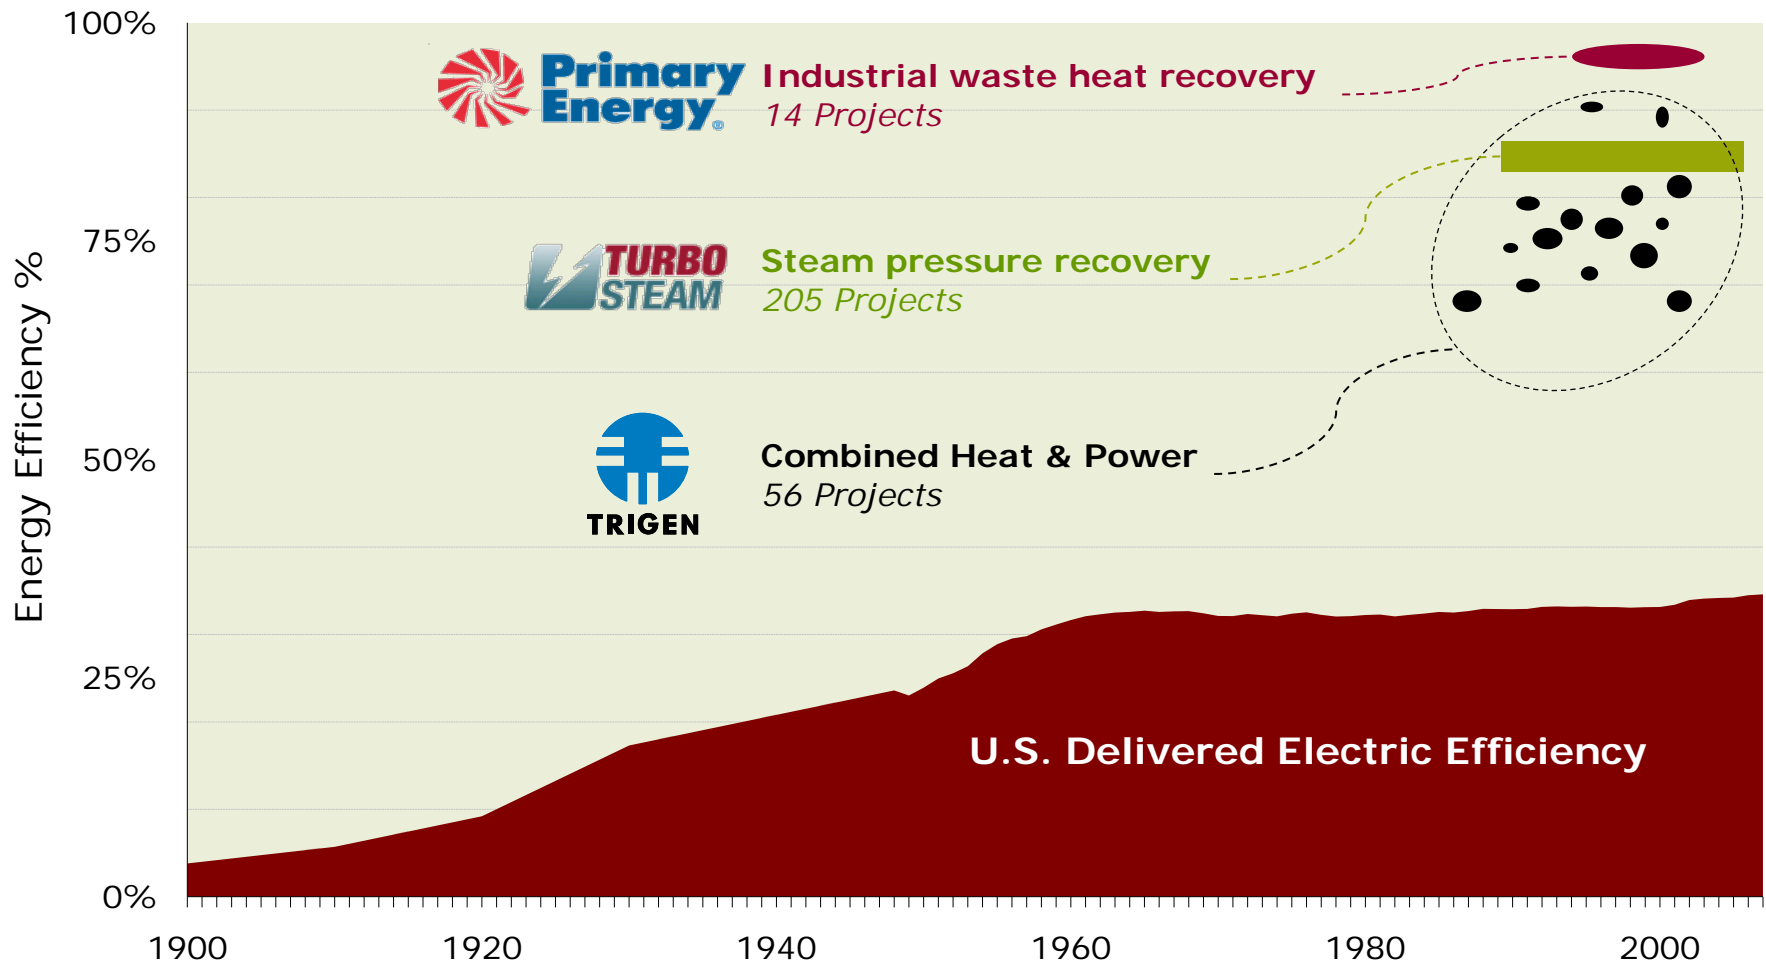 100%
Primary
Energy®
Industrial waste heat recovery
14 Projects
75%
TURBO
STEAM
Steam pressure recovery
205 Projects
Energy Efficiency %
50%
TRIGEN
Combined Heat & Power
56 Projects
25%
U.S. Delivered Electric Efficiency
0%
1900 1920 1940 1960 1980 2000